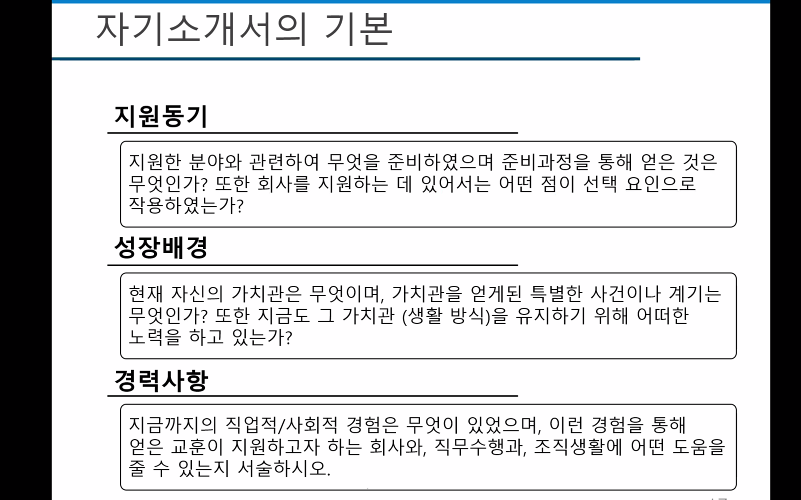 자기소개서의 기본
지원동기
지원한 분야와 관련하여 무엇을 준비하였으며 준비과정을 통해 얻은 것은
무엇인가? 또한 회사를 지원하는 데 있어서는 어떤 점이 선택 요인으로
작용하였는가?
성장배경
현재 자신의 가치관은 무엇이며, 가치관을 얻게된 특별한 사건이나 계기는
무엇인가? 또한 지금도 그 가치관 (생활 방식)을 유지하기 위해 어떠한
노력을 하고 있는가?
경력사항
지금까지의 직업적/사회적 경험은 무엇이 있었으며, 이런 경험을 통해
얻은 교훈이 지원하고자 하는 회사와, 직무수행과, 조직생활에 어떤 도움을
줄 수 있는지 서술하시오.